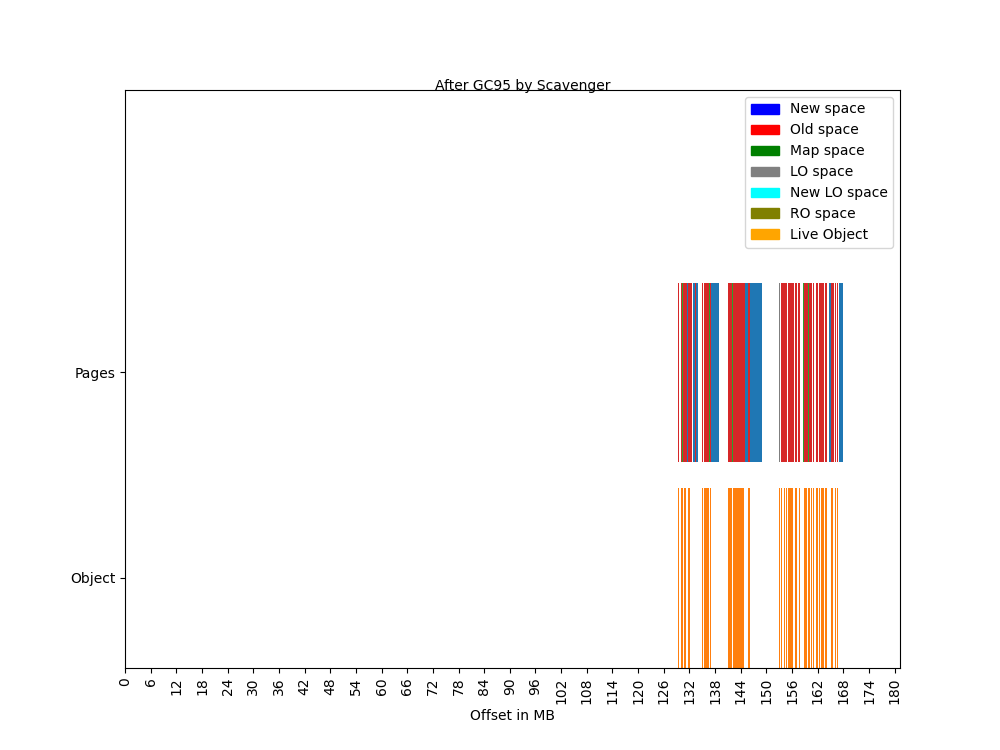 After GC95 by Scavenger
New space
Old space
Map space
LO space
New LO space
RO space
Live Object
Pages
Object
0 6 12 18 24 30 36 42 48 54 60 66 72 78 84 90 96 102 108 114 120 126 132 138 144 150 156 162 168 174 180
Offset in MB